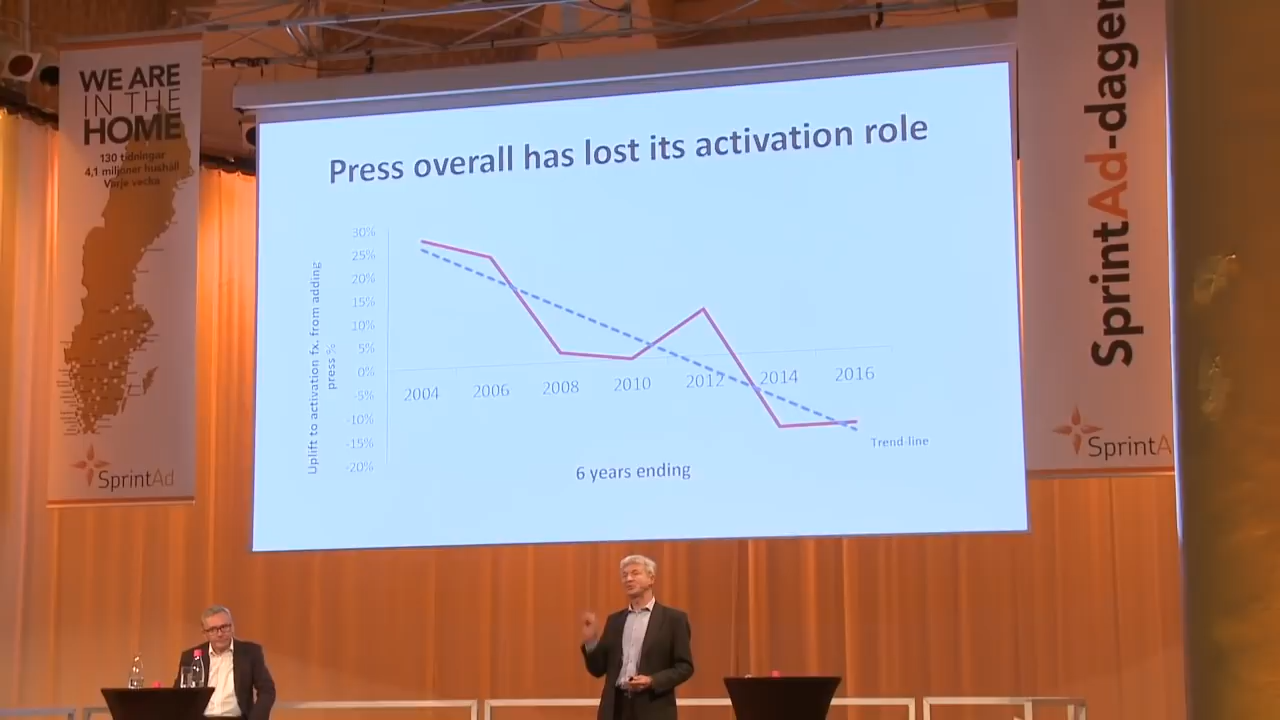 WE ARE
IN THE
HOME
130 tidningar
4,1 miljoner hushåll
Varje vecka
SprintAd
Press overall has lost its activation role
Uplift to activation fx. from adding
press %
30%
25%
20%
15%
10%
5%
0%
-5%
-10%
-15%
-20%
2004
2006
2008
2010
2012
2014
2016
Trend-line
6 years ending
SprintAd-dagen
SprintA